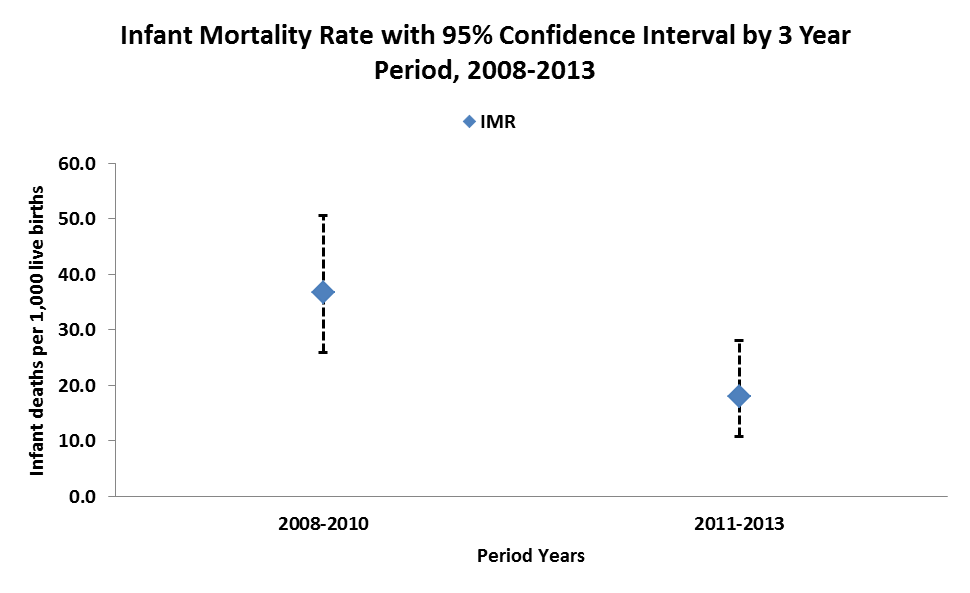 Infant Mortality Rate with 95% Confidence Interval by 3 Year
Period, 2008-2013
IMR
Infant deaths per 1,000 live births
60.0
50.0
40.0
30.0
20.0
10.0
0.0
2008-2010
2011-2013
Period Years